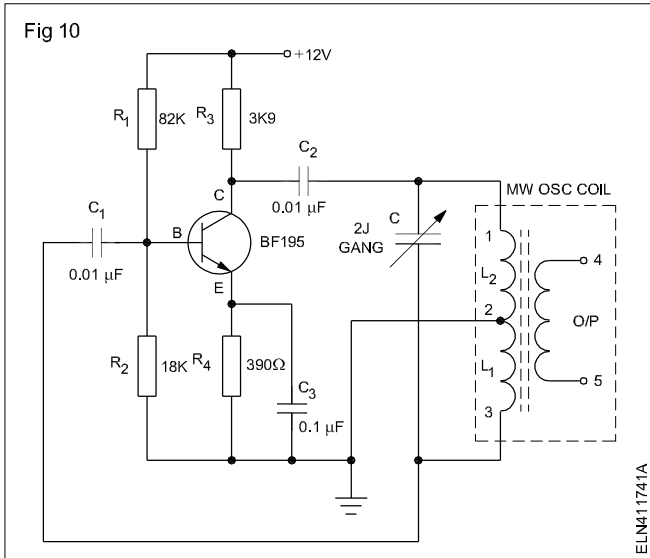 Fig 10
+12V
R1 82K
R3 3K9
C2
0.01 µF
C
B
E
BF195
C1
0.01 µF
2J
GANG
C
MW OSC COIL
1
L2
2
L1
3
4
O/P
5
R2 18K
R4 390Ω
C3
0.1 µF
ELN411741A